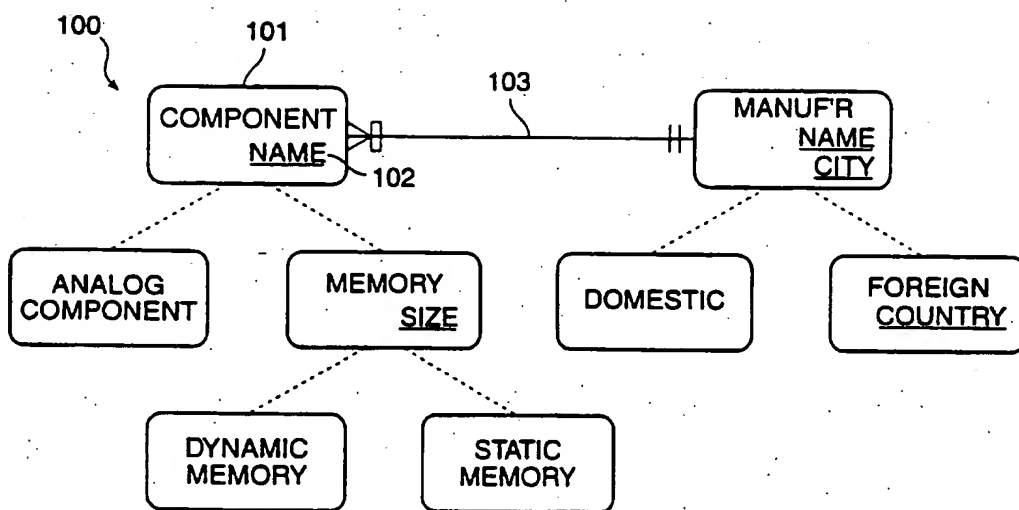 100
101
COMPONENT
NAME
102
103
MANUF'R
NAME
CITY
ANALOG
COMPONENT
MEMORY
SIZE
DOMESTIC
FOREIGN
COUNTRY
DYNAMIC
MEMORY
STATIC
MEMORY